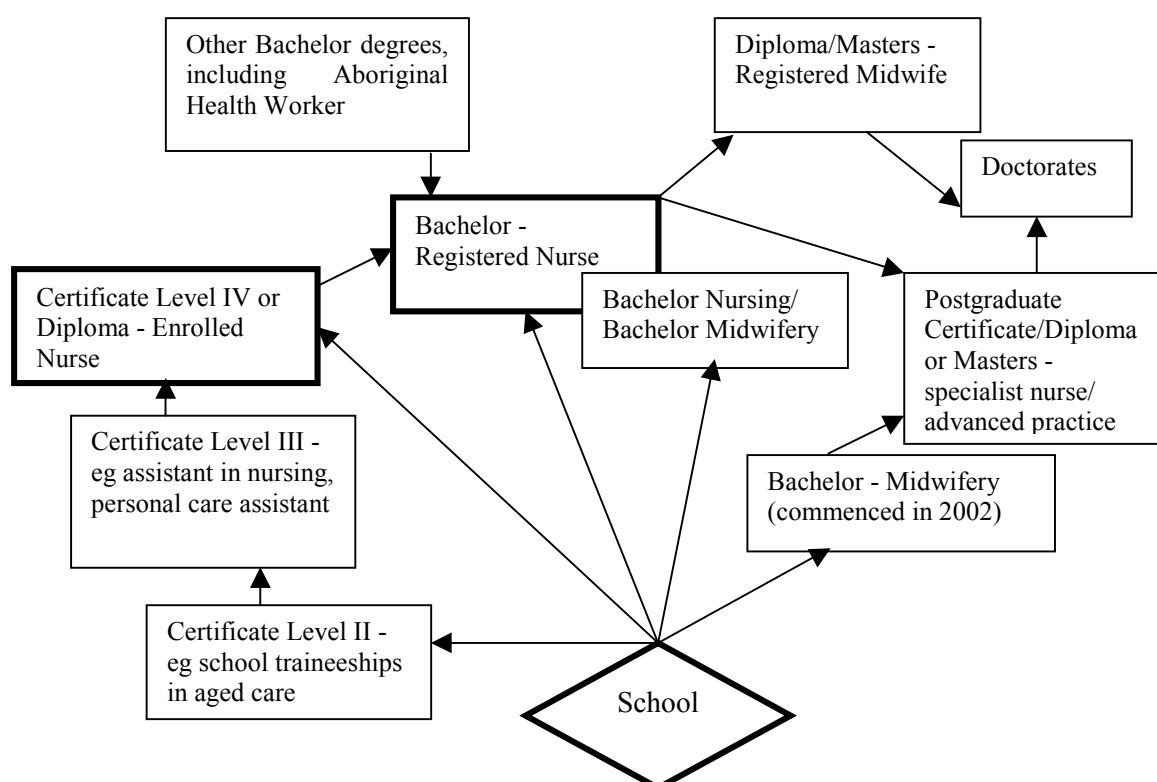 Other Bachelor degrees,
including Aboriginal
Health Worker
Diploma/Masters -
Registered Midwife
Doctorates
Bachelor -
Registered Nurse
Certificate Level IV or
Diploma - Enrolled
Nurse
Bachelor Nursing/
Bachelor Midwifery
Postgraduate
Certificate/Diploma
or Masters -
specialist nurse/
advanced practice
Certificate Level III -
eg assistant in nursing,
personal care assistant
Bachelor - Midwifery
(commenced in 2002)
Certificate Level II -
eg school traineeships
in aged care
School